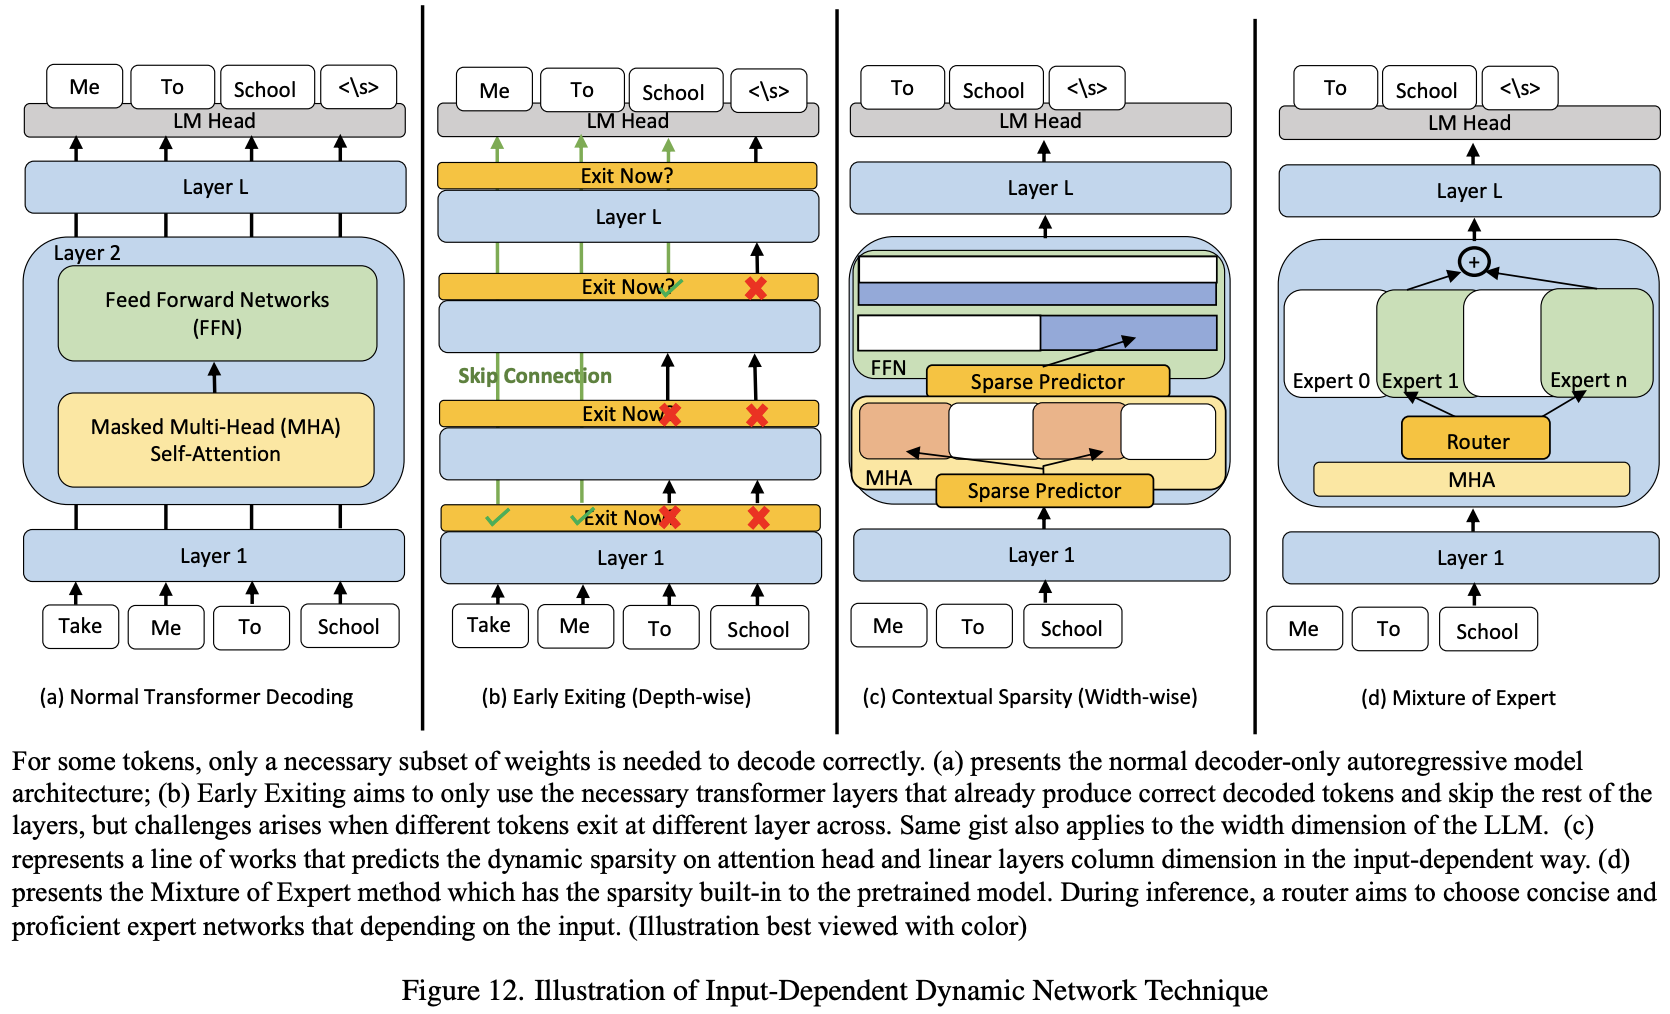 Me To School <\s>
LM Head
Layer L
Layer 2
Feed Forward Networks
(FFN)
Masked Multi-Head (MHA)
Self-Attention
Layer 1
Take Me To School
(a) Normal Transformer Decoding
Me To School <\s>
LM Head
Exit Now?
Layer L
Exit Now?
Skip Connection
Exit Now?
Exit Now?
Layer 1
Take Me To School
(b) Early Exiting (Depth-wise)
To School <\s>
LM Head
Layer L
FFN
Sparse Predictor
MHA
Sparse Predictor
Layer 1
Me To School
(c) Contextual Sparsity (Width-wise)
To School <\s>
LM Head
Layer L
+
Expert 0 Expert 1 Expert n
Router
MHA
Layer 1
Me To School
(d) Mixture of Expert
For some tokens, only a necessary subset of weights is needed to decode correctly. (a) presents the normal decoder-only autoregressive model
architecture; (b) Early Exiting aims to only use the necessary transformer layers that already produce correct decoded tokens and skip the rest of the
layers, but challenges arises when different tokens exit at different layer across. Same gist also applies to the width dimension of the LLM. (c)
represents a line of works that predicts the dynamic sparsity on attention head and linear layers column dimension in the input-dependent way. (d)
presents the Mixture of Expert method which has the sparsity built-in to the pretrained model. During inference, a router aims to choose concise and
proficient expert networks that depending on the input. (Illustration best viewed with color)
Figure 12. Illustration of Input-Dependent Dynamic Network Technique